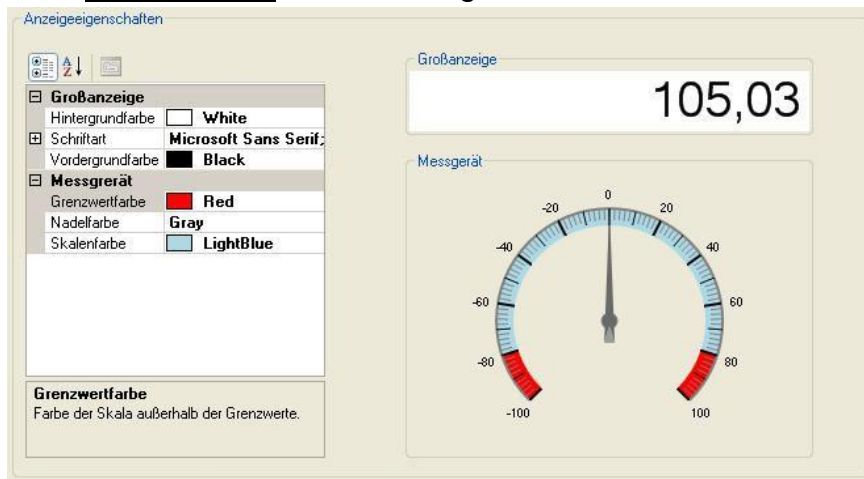 Anzeigeeigenschaften
Großanzeige
Hintergrundfarbe White
Schriftart Microsoft Sans Serif;
Vordergrundfarbe Black
Messgrerät
Grenzwertfarbe Red
Nadelfarbe Gray
Skalenfarbe LightBlue
Grenzwertfarbe
Farbe der Skala außerhalb der Grenzwerte.
Großanzeige
105,03
Messgerät
0
-20 20
-40 40
-60 60
-80 80
-100 100